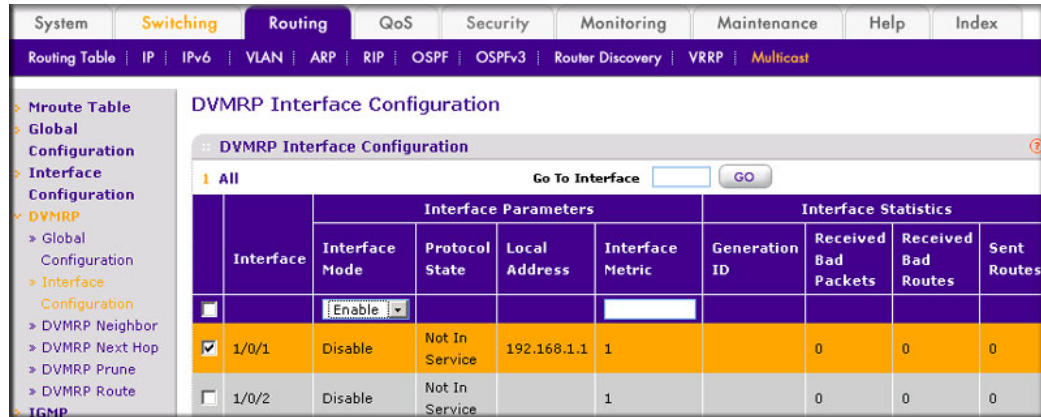 System Switching Routing QoS Security Monitoring Maintenance Help Index
Routing Table IP IPv6 VLAN ARP RIP OSPF OSPFv3 Router Discovery VRRP Multicast
Mroute Table
Global
Configuration
Interface
Configuration
DVMRP
» Global
Configuration
» Interface
Configuration
» DVMRP Neighbor
» DVMRP Next Hop
» DVMRP Prune
» DVMRP Route
IGMP
DVMRP Interface Configuration
DVMRP Interface Configuration ?
1 All Go To Interface GO
Interface Parameters Interface Statistics
Interface
Interface
Mode
Protocol
State
Local
Address
Interface
Metric
Generation
ID
Received
Bad
Packets
Received
Bad
Routes
Sent
Routes
Enable
1/0/1 Disable Not In
Service 192.168.1.1 1 0 0 0
1/0/2 Disable Not In
Service 1 0 0 0